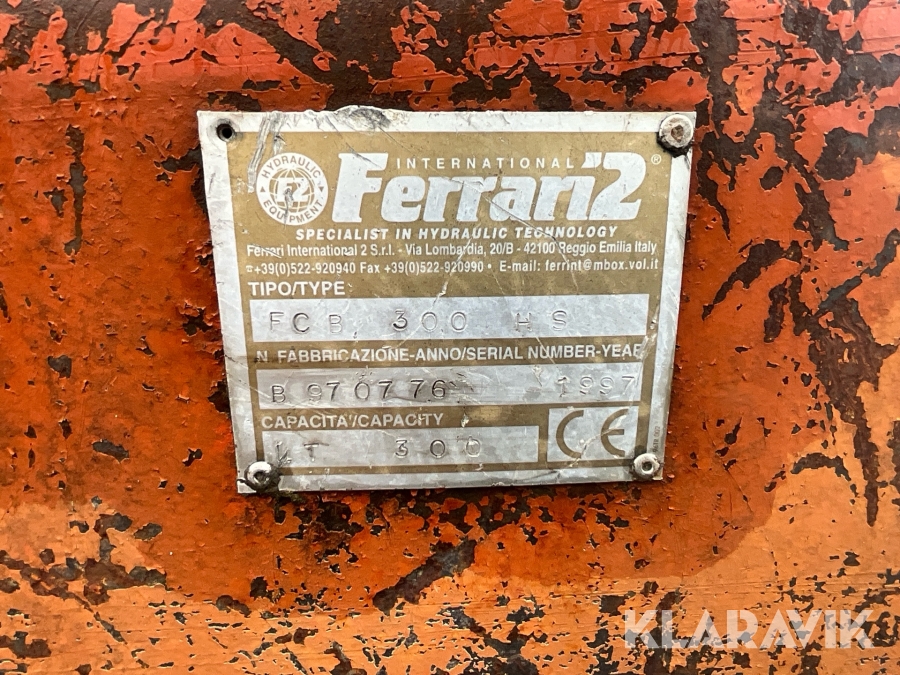 HYDRAULIC
EQUIPMENT
INTERNATIONAL
Ferrari2®
SPECIALIST IN HYDRAULIC TECHNOLOGY
Ferrari International 2 S.r.l. - Via Lombardia, 20/B - 42100 Reggio Emilia Italy
+39(0)522-920940 Fax +39(0)522-920990 • E-mail: ferrint@mbox.vol.it
TIPO/TYPE
FCB 300 HS
N. FABBRICAZIONE-ANNO/SERIAL NUMBER-YEAR
B 970776 1997
CAPACITA'/CAPACITY
LT 300
CE
KLARAVIK